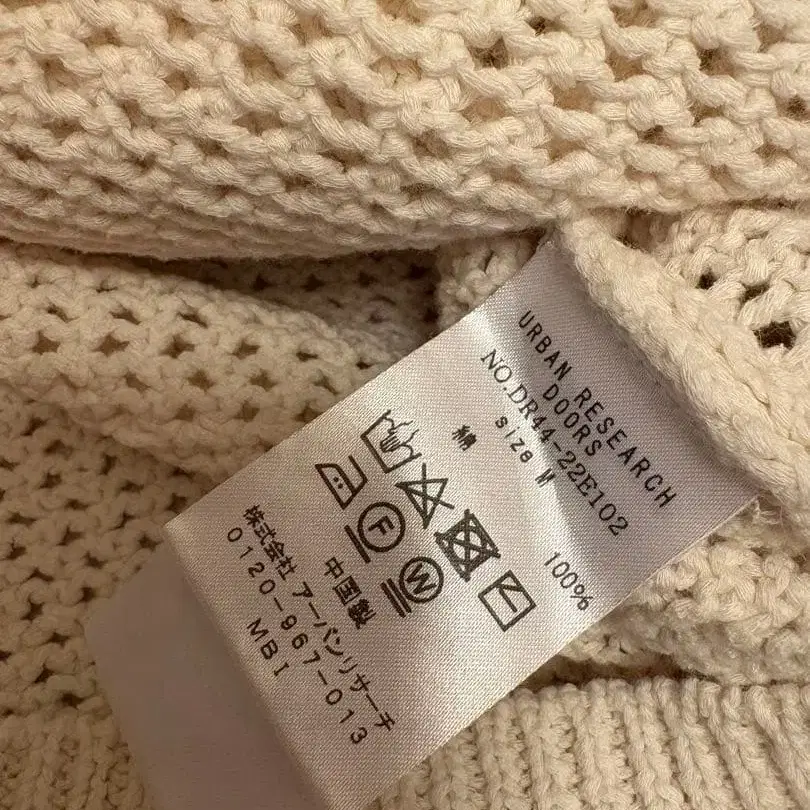 URBAN RESEARCH
DOORS
NO.DR44-22E102
size M
綿 100%
F
W
中国製
株式会社 アーバンリサーチ
0120-967-013
MBI